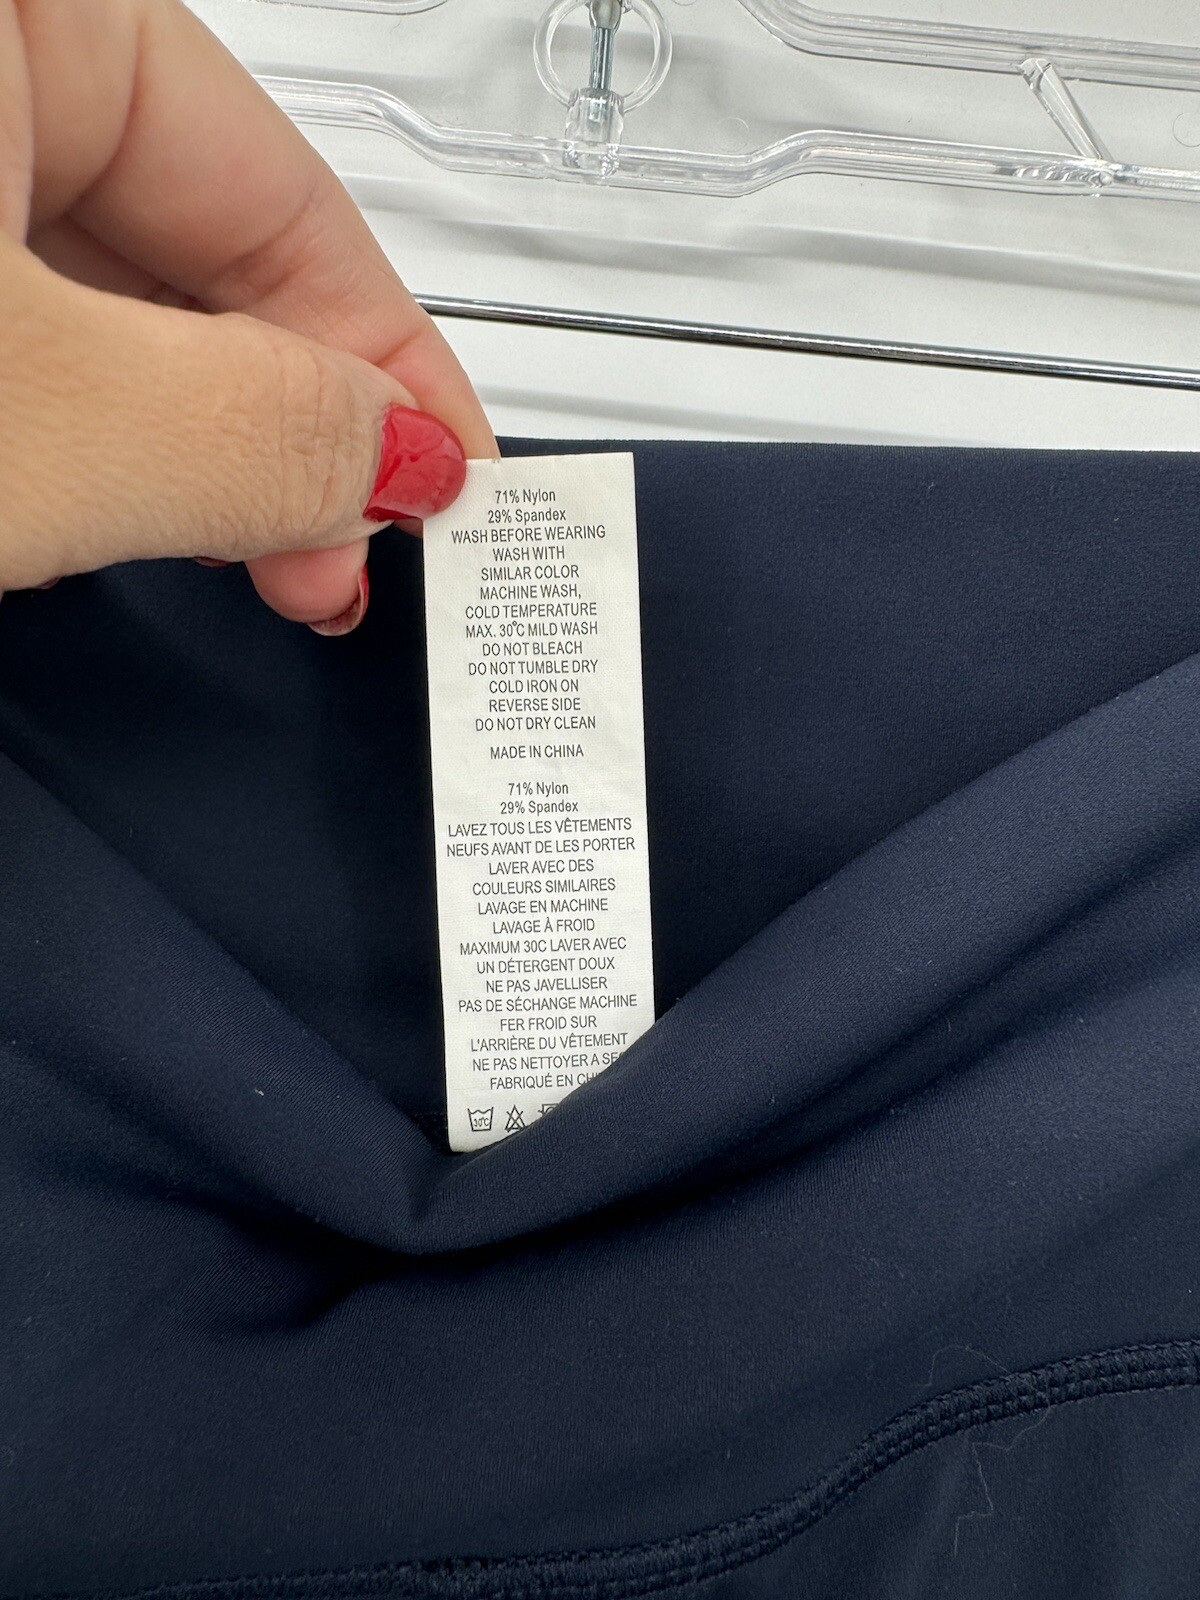 71% Nylon
29% Spandex
WASH BEFORE WEARING
WASH WITH
SIMILAR COLOR
MACHINE WASH,
COLD TEMPERATURE
MAX. 30°C MILD WASH
DO NOT BLEACH
DO NOT TUMBLE DRY
COLD IRON ON
REVERSE SIDE
DO NOT DRY CLEAN
MADE IN CHINA
71% Nylon
29% Spandex
LAVEZ TOUS LES VÊTEMENTS
NEUFS AVANT DE LES PORTER
LAVER AVEC DES
COULEURS SIMILAIRES
LAVAGE EN MACHINE
LAVAGE À FROID
MAXIMUM 30C LAVER AVEC
UN DÉTERGENT DOUX
NE PAS JAVELLISER
PAS DE SÉCHANGE MACHINE
FER FROID SUR
L'ARRIÈRE DU VÊTEMENT
NE PAS NETTOYER A
FABRIQUÉ EN
30°C